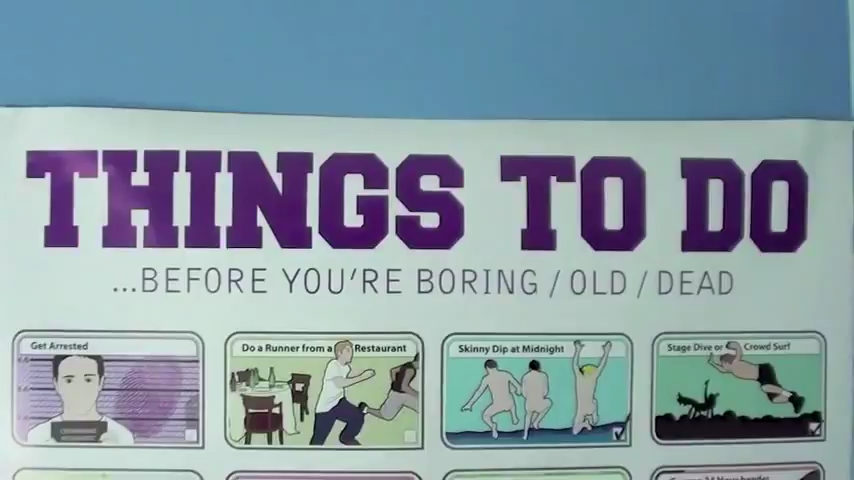 THINGS TO DO
...BEFORE YOU'RE BORING / OLD / DEAD
Get Arrested
Do a Runner from a Restaurant
Skinny Dip at Midnight
Stage Dive or Crowd Surf